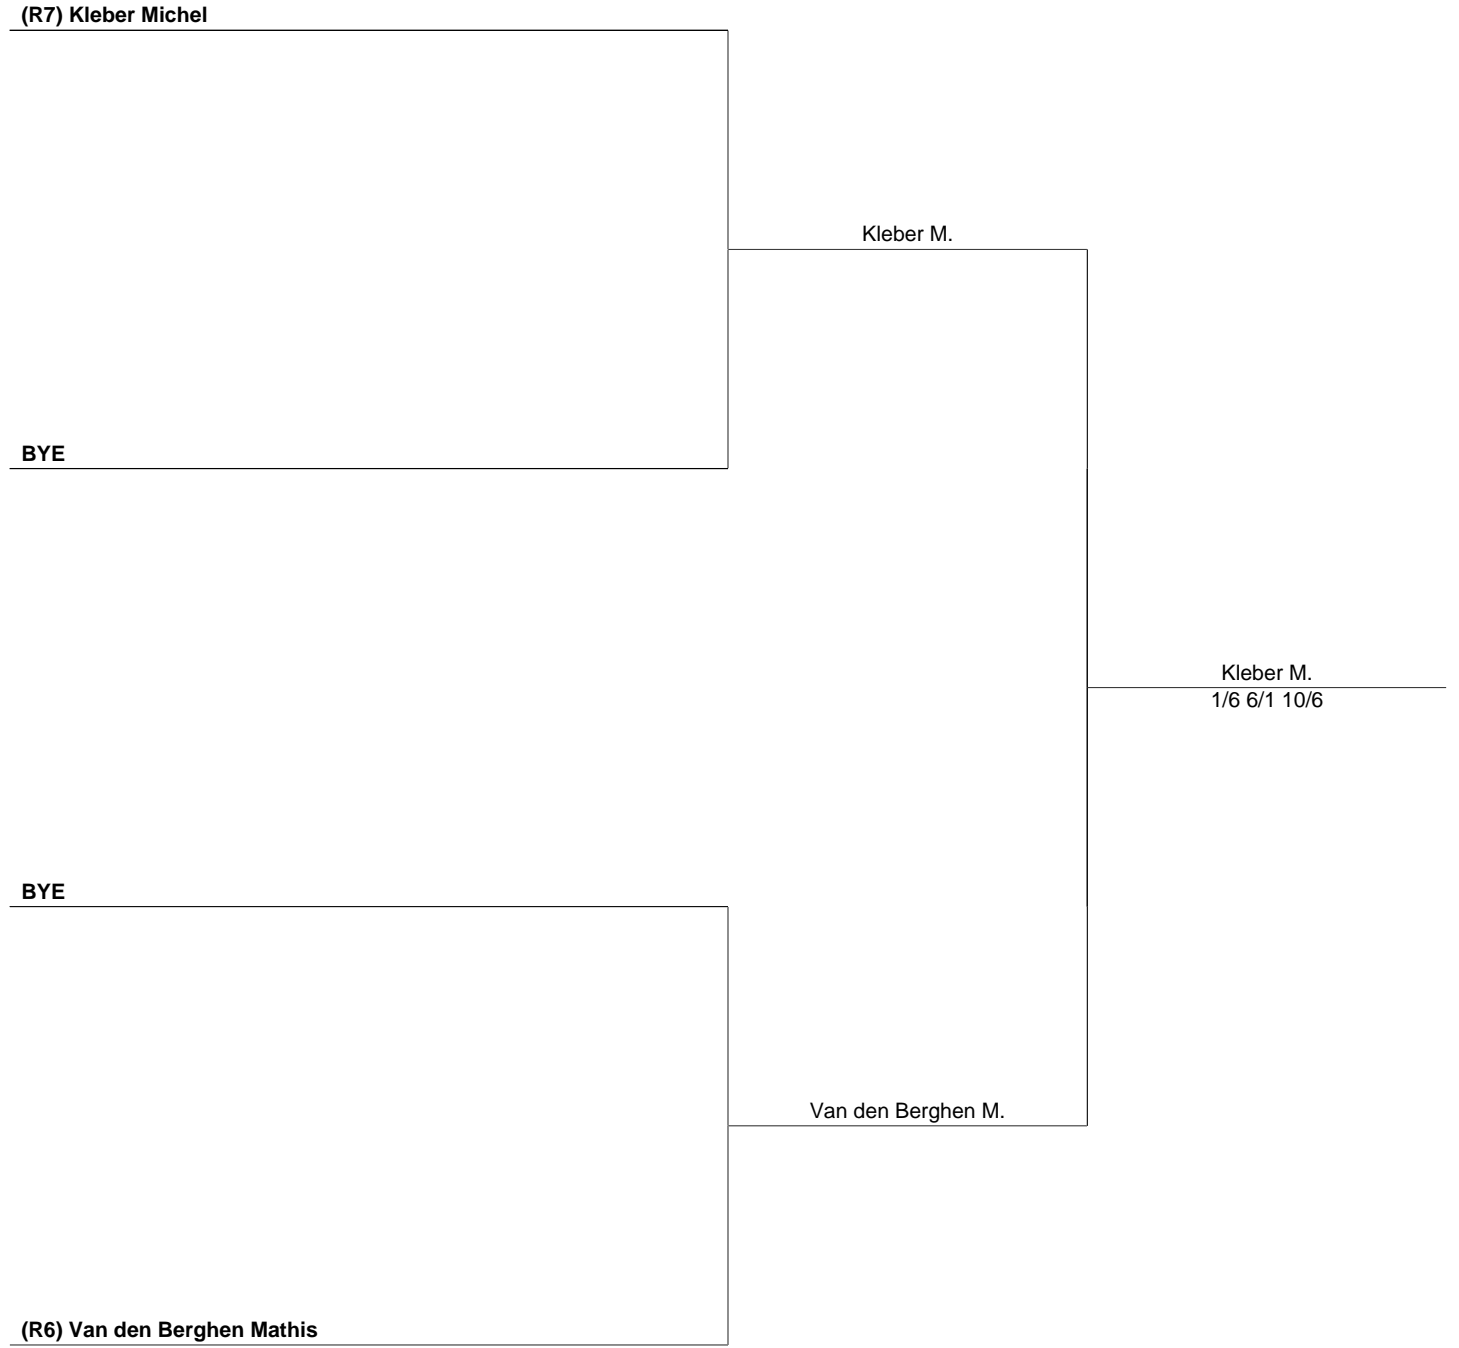 (R7) Kleber Michel
Kleber M.
BYE
Kleber M.
1/6 6/1 10/6
BYE
Van den Berghen M.
(R6) Van den Berghen Mathis